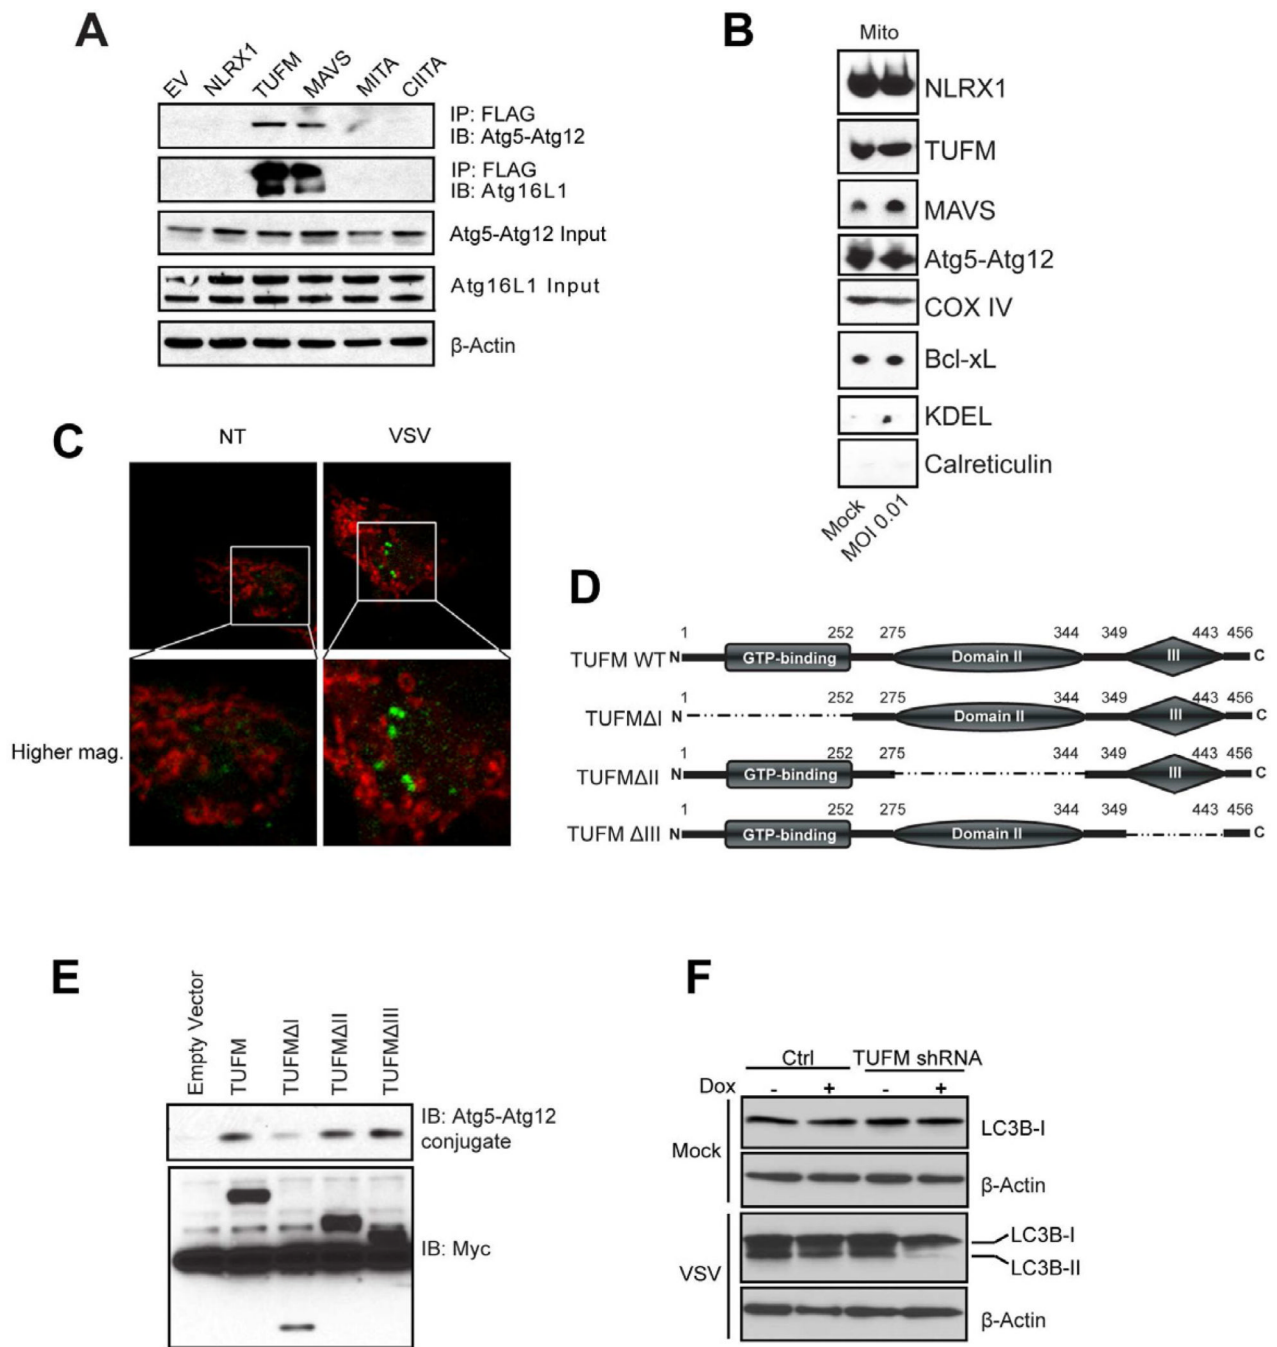 A
EV
NLRX1
TUFM
MAVS
MITA
CIITA
IP: FLAG
IB: Atg5-Atg12
IP: FLAG
IB: Atg16L1
Atg5-Atg12 Input
Atg16L1 Input
β-Actin
B
Mito
NLRX1
TUFM
MAVS
Atg5-Atg12
COX IV
Bcl-xL
KDEL
Calreticulin
Mock
MOI 0.01
C
NT
VSV
Higher mag.
D
1 252 275 344 349 443 456
TUFM WT N GTP-binding Domain II III C
1 252 275 344 349 443 456
TUFMΔI N Domain II III C
1 252 275 344 349 443 456
TUFMΔII N GTP-binding III C
1 252 275 344 349 443 456
TUFM ΔIII N GTP-binding Domain II C
E
Empty Vector
TUFM
TUFMΔI
TUFMΔII
TUFMΔIII
IB: Atg5-Atg12
conjugate
IB: Myc
F
Ctrl TUFM shRNA
Dox - + - +
Mock
LC3B-I
β-Actin
VSV
LC3B-I
LC3B-II
β-Actin